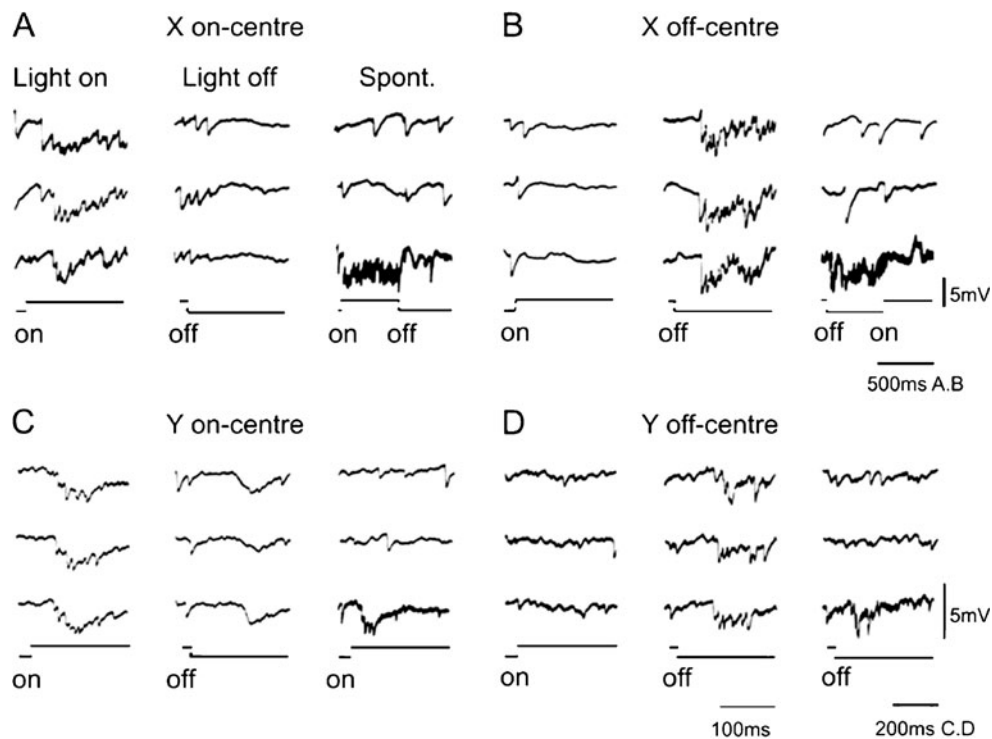 A X on-centre
Light on Light off Spont.
on off on off
B X off-centre
5mV
on off off on
500ms A.B
C Y on-centre
on off on
D Y off-centre
5mV
on off off
100ms 200ms C.D